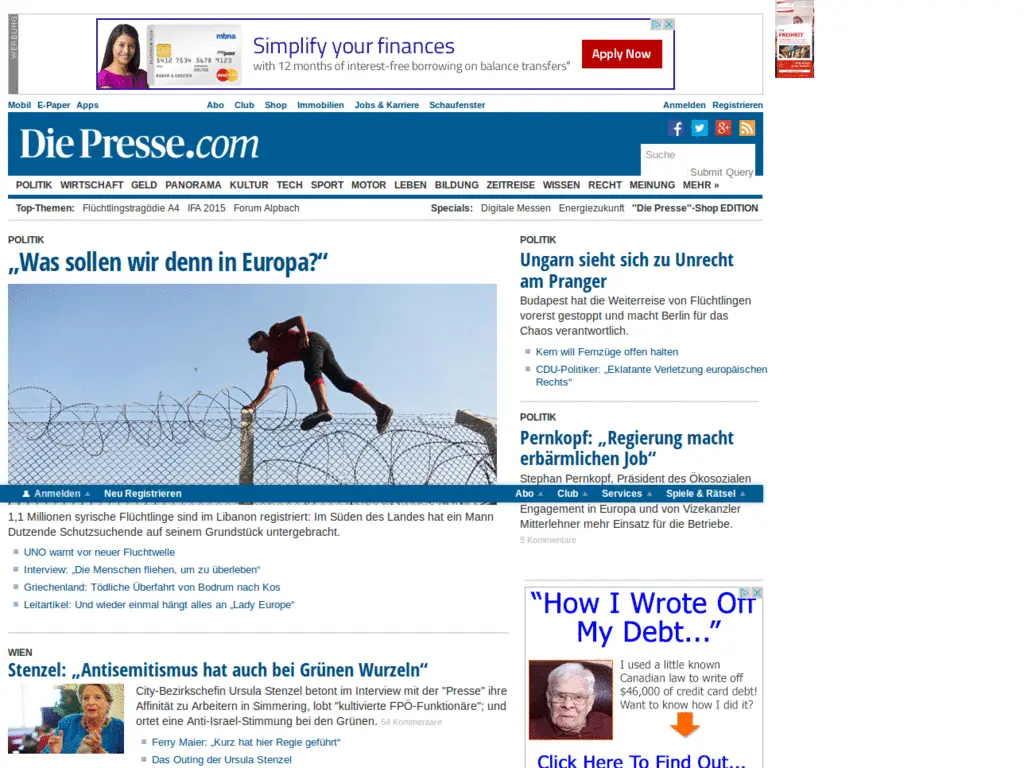 WERBUNG
mbna
5412 7534 5678 9123
Simplify your finances
with 12 months of interest-free borrowing on balance transfers*
Apply Now
FREIHEIT
Mobil E-Paper Apps Abo Club Shop Immobilien Jobs & Karriere Schaufenster Anmelden Registrieren
Die Presse.com
Suche
Submit Query
POLITIK WIRTSCHAFT GELD PANORAMA KULTUR TECH SPORT MOTOR LEBEN BILDUNG ZEITREISE WISSEN RECHT MEINUNG MEHR »
Top-Themen: Flüchtlingstragödie A4 IFA 2015 Forum Alpbach Specials: Digitale Messen Energiezukunft "Die Presse"-Shop EDITION
POLITIK
„Was sollen wir denn in Europa?“
1,1 Millionen syrische Flüchtlinge sind im Libanon registriert: Im Süden des Landes hat ein Mann
Dutzende Schutzsuchende auf seinem Grundstück untergebracht.
UNO warnt vor neuer Fluchtwelle
Interview: „Die Menschen fliehen, um zu überleben“
Griechenland: Tödliche Überfahrt von Bodrum nach Kos
Leitartikel: Und wieder einmal hängt alles an „Lady Europe“
WIEN
Stenzel: „Antisemitismus hat auch bei Grünen Wurzeln“
City-Bezirkschefin Ursula Stenzel betont im Interview mit der "Presse" ihre
Affinität zu Arbeitern in Simmering, lobt "kultivierte FPÖ-Funktionäre"; und
ortet eine Anti-Israel-Stimmung bei den Grünen. 54 Kommentare
Ferry Maier: „Kurz hat hier Regie geführt“
Das Outing der Ursula Stenzel
POLITIK
Ungarn sieht sich zu Unrecht
am Pranger
Budapest hat die Weiterreise von Flüchtlingen
vorerst gestoppt und macht Berlin für das
Chaos verantwortlich.
Kern will Fernzüge offen halten
CDU-Politiker: „Eklatante Verletzung europäischen
Rechts“
POLITIK
Pernkopf: „Regierung macht
erbärmlichen Job“
Stephan Pernkopf, Präsident des Ökosozialen
Engagement in Europa und von Vizekanzler
Mitterlehner mehr Einsatz für die Betriebe.
5 Kommentare
Anmelden Neu Registrieren Abo Club Services Spiele & Rätsel
“How I Wrote Off
My Debt...”
I used a little known
Canadian law to write off
$46,000 of credit card debt!
Want to know how I did it?
Click Here To Find Out...